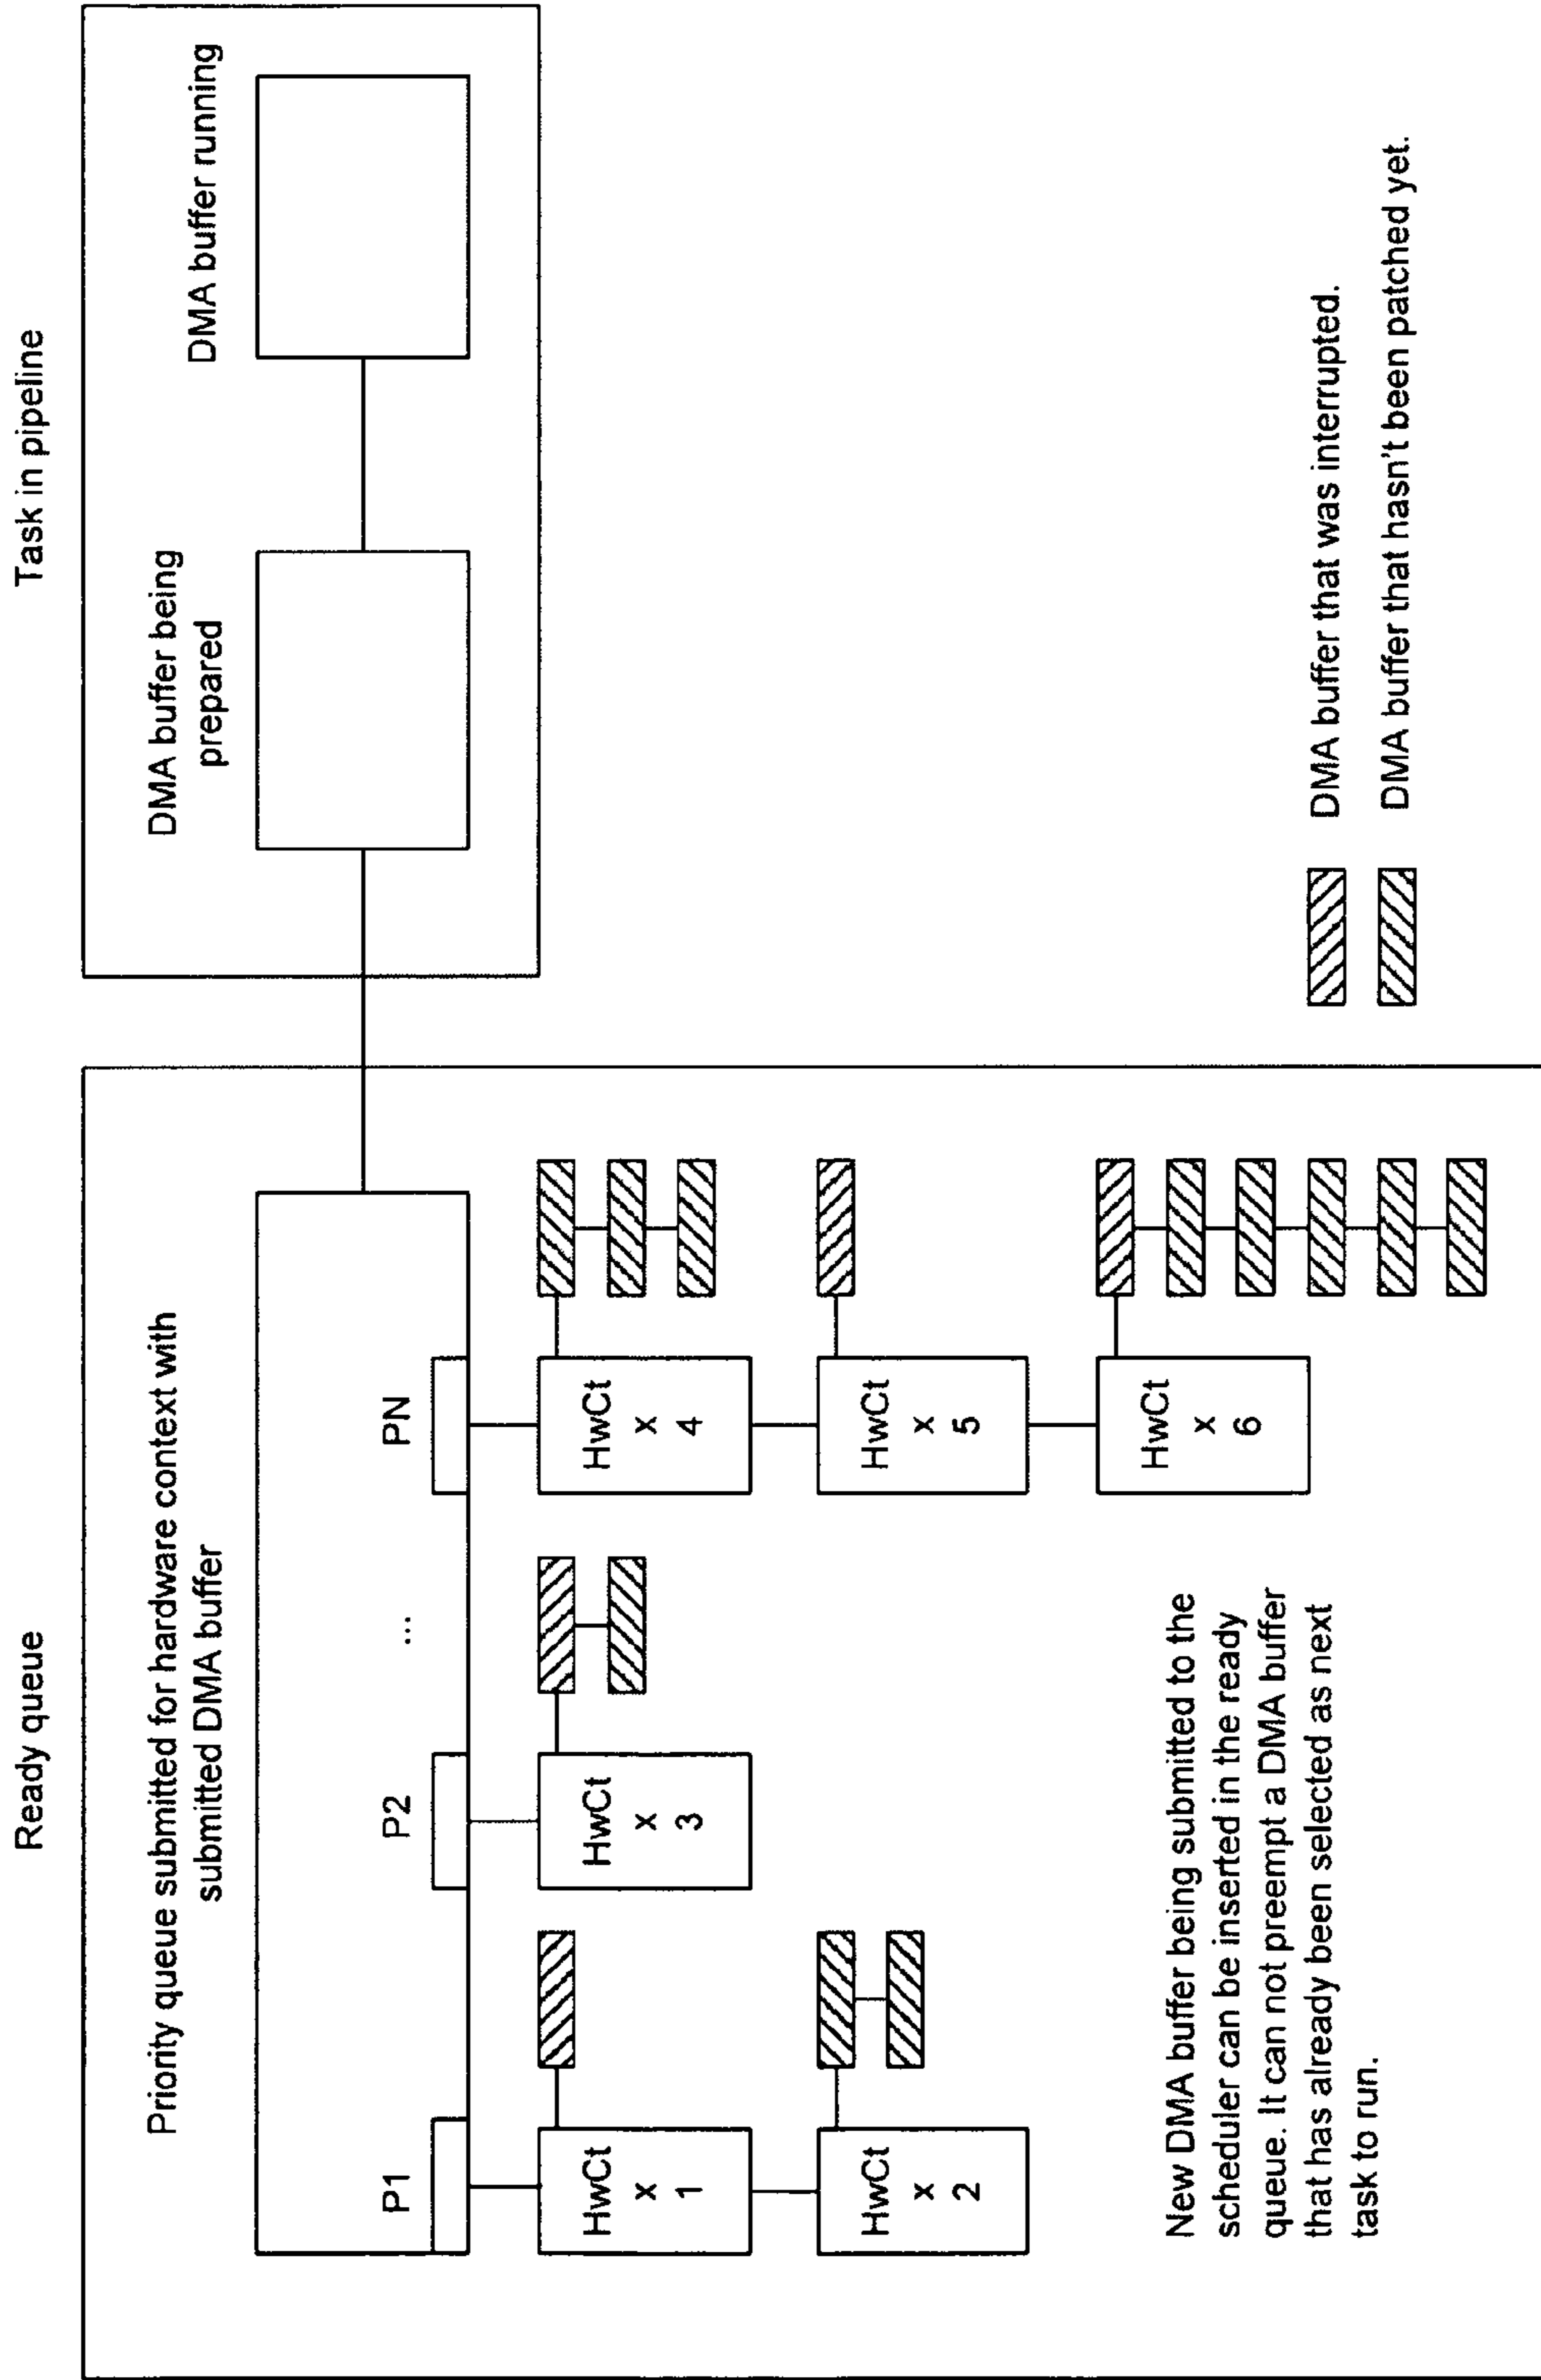 Ready queue
Priority queue submitted for hardware context with
submitted DMA buffer
P1
P2
...
PN
HwCt
x
1
HwCt
x
2
HwCt
x
3
HwCt
x
4
HwCt
x
5
HwCt
x
6
New DMA buffer being submitted to the
scheduler can be inserted in the ready
queue. It can not preempt a DMA buffer
that has already been selected as next
task to run.
Task in pipeline
DMA buffer being
prepared
DMA buffer running
DMA buffer that was interrupted.
DMA buffer that hasn't been patched yet.